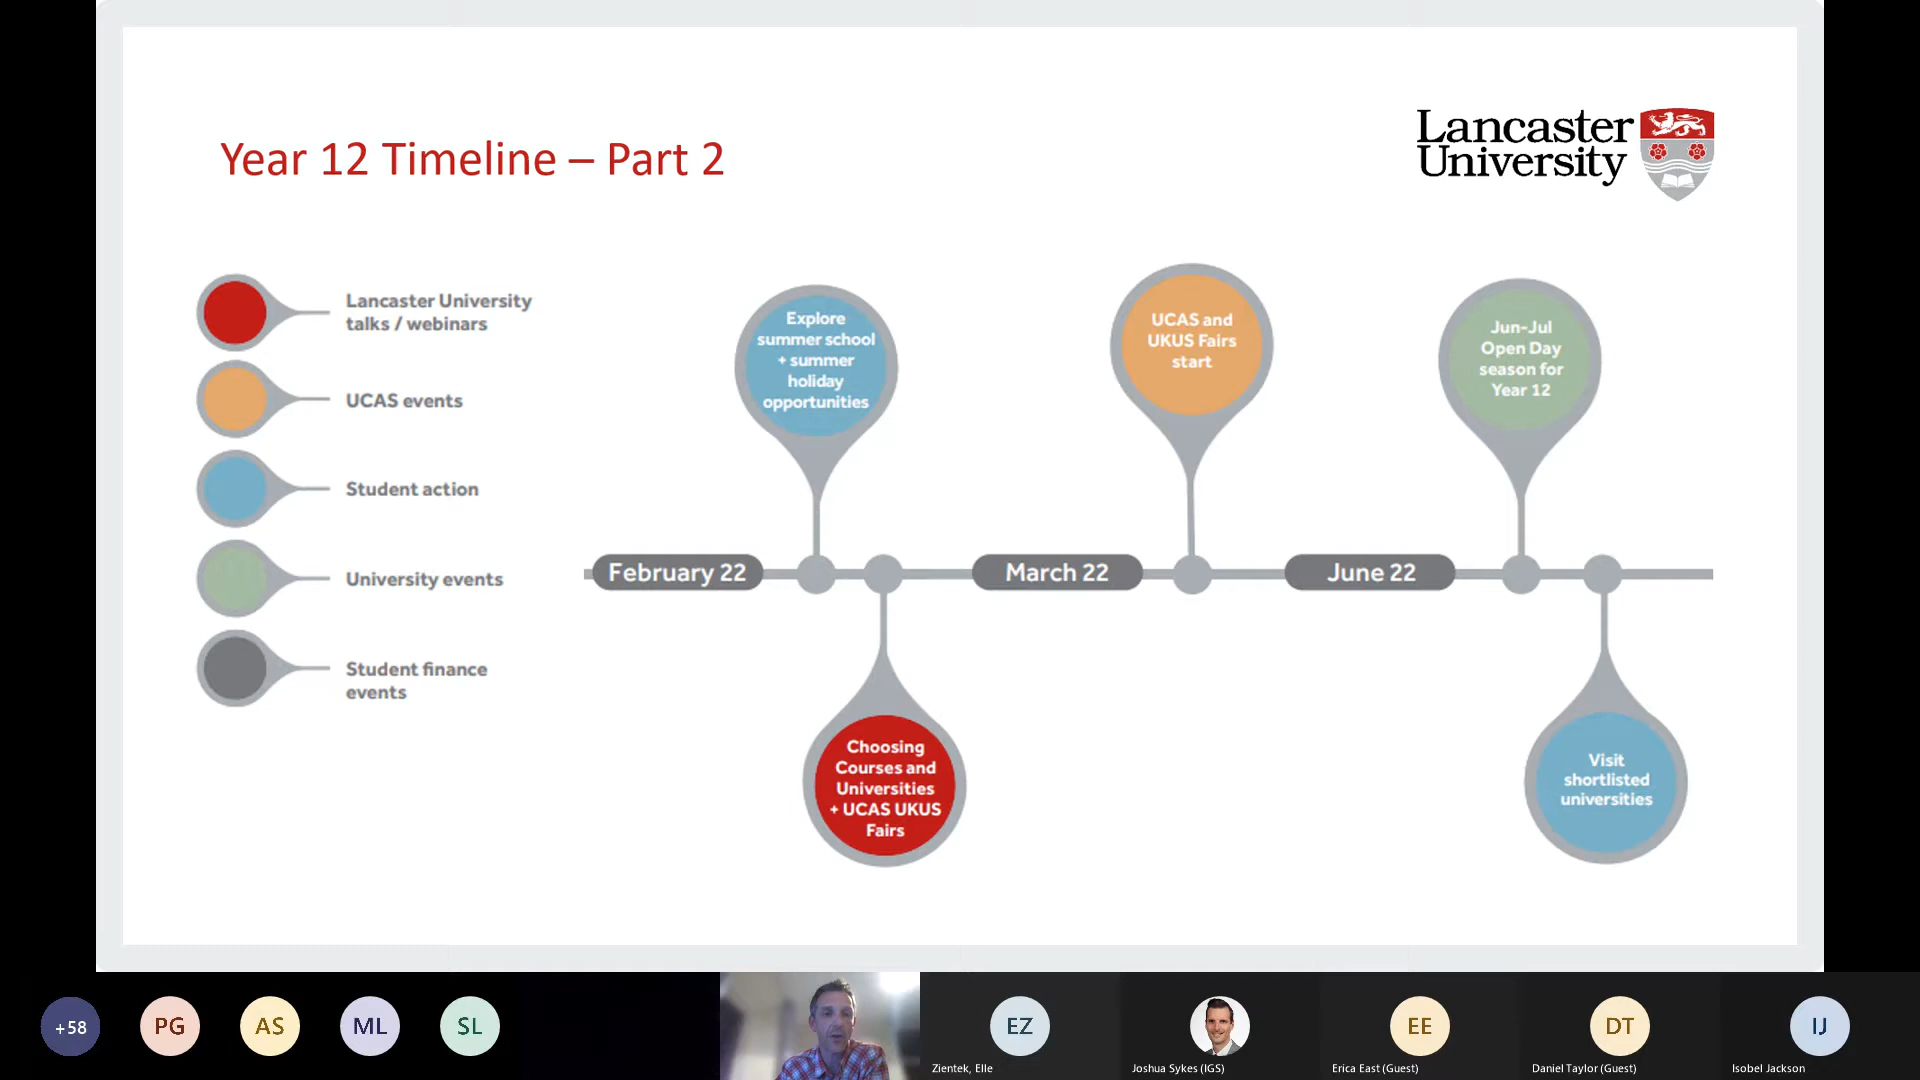 Year 12 Timeline – Part 2
Lancaster
University
Lancaster University
talks / webinars
UCAS events
Student action
University events
Student finance
events
Explore
summer school
+ summer
holiday
opportunities
UCAS and
UKUS Fairs
start
Jun-Jul
Open Day
season for
Year 12
February 22
March 22
June 22
Choosing
Courses and
Universities
+ UCAS UKUS
Fairs
Visit
shortlisted
universities
+58
PG
AS
ML
SL
EZ
EE
DT
IJ
Zientek, Elle
Joshua Sykes (IGS)
Erica East (Guest)
Daniel Taylor (Guest)
Isobel Jackson